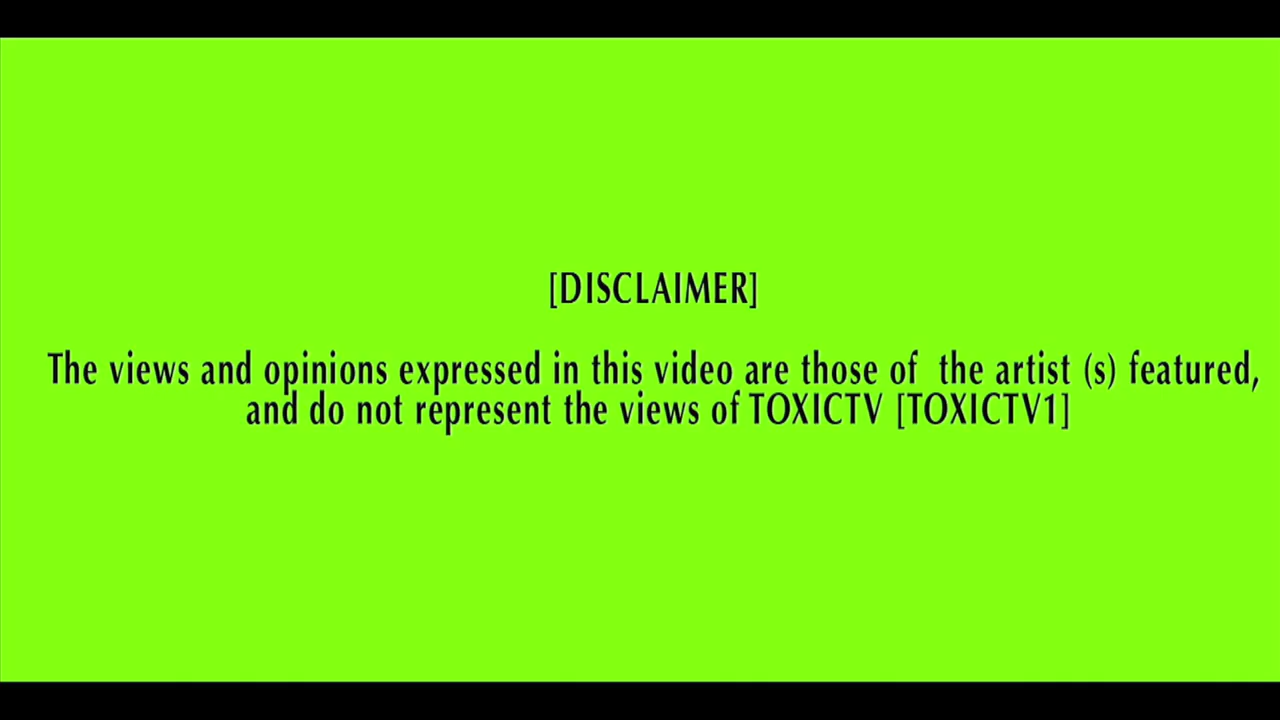 [DISCLAIMER]
The views and opinions expressed in this video are those of  the artist (s) featured,
and do not represent the views of TOXICTV [TOXICTV1]